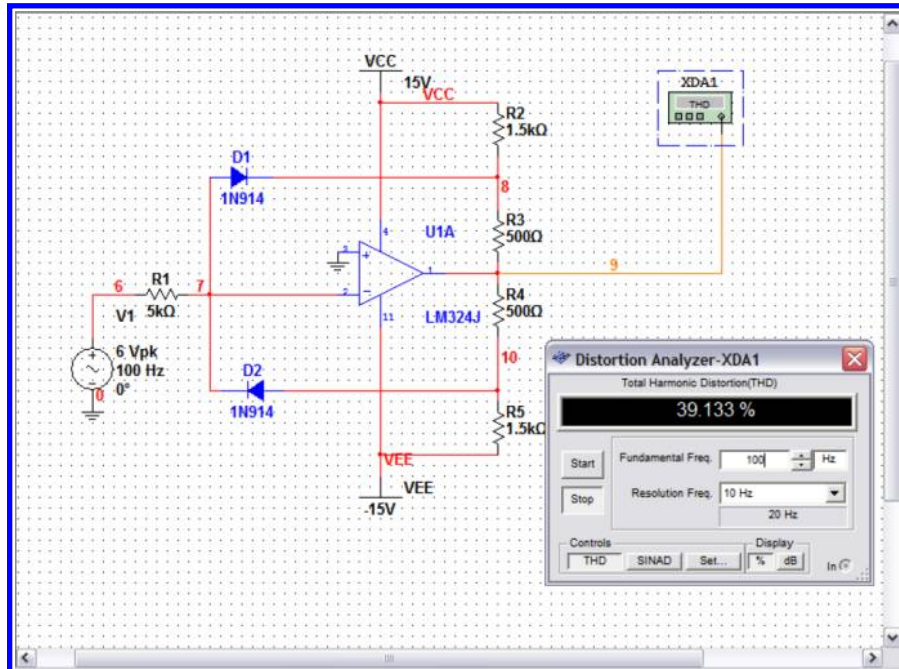 VCC
15V
VCC
XDA1
THD
R2
1.5kΩ
D1
1N914
8
4
U1A
R3
500Ω
3
+
1
9
6
R1
7
2
−
R4
500Ω
V1
5kΩ
11
LM324J
6 Vpk
100 Hz
0°
0
10
D2
1N914
R5
1.5kΩ
VEE
VEE
-15V
Distortion Analyzer-XDA1
Total Harmonic Distortion(THD)
39.133 %
Start
Fundamental Freq.
100
Hz
Stop
Resolution Freq.
10 Hz
20 Hz
Controls
Display
THD
SINAD
Set...
%
dB
In